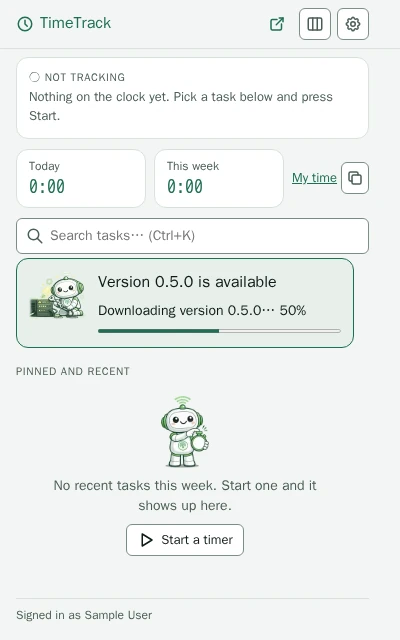 TimeTrack
NOT TRACKING
Nothing on the clock yet. Pick a task below and press
Start.
Today
0:00
This week
0:00
My time
Search tasks… (Ctrl+K)
Version 0.5.0 is available
Downloading version 0.5.0… 50%
PINNED AND RECENT
No recent tasks this week. Start one and it
shows up here.
Start a timer
Signed in as Sample User